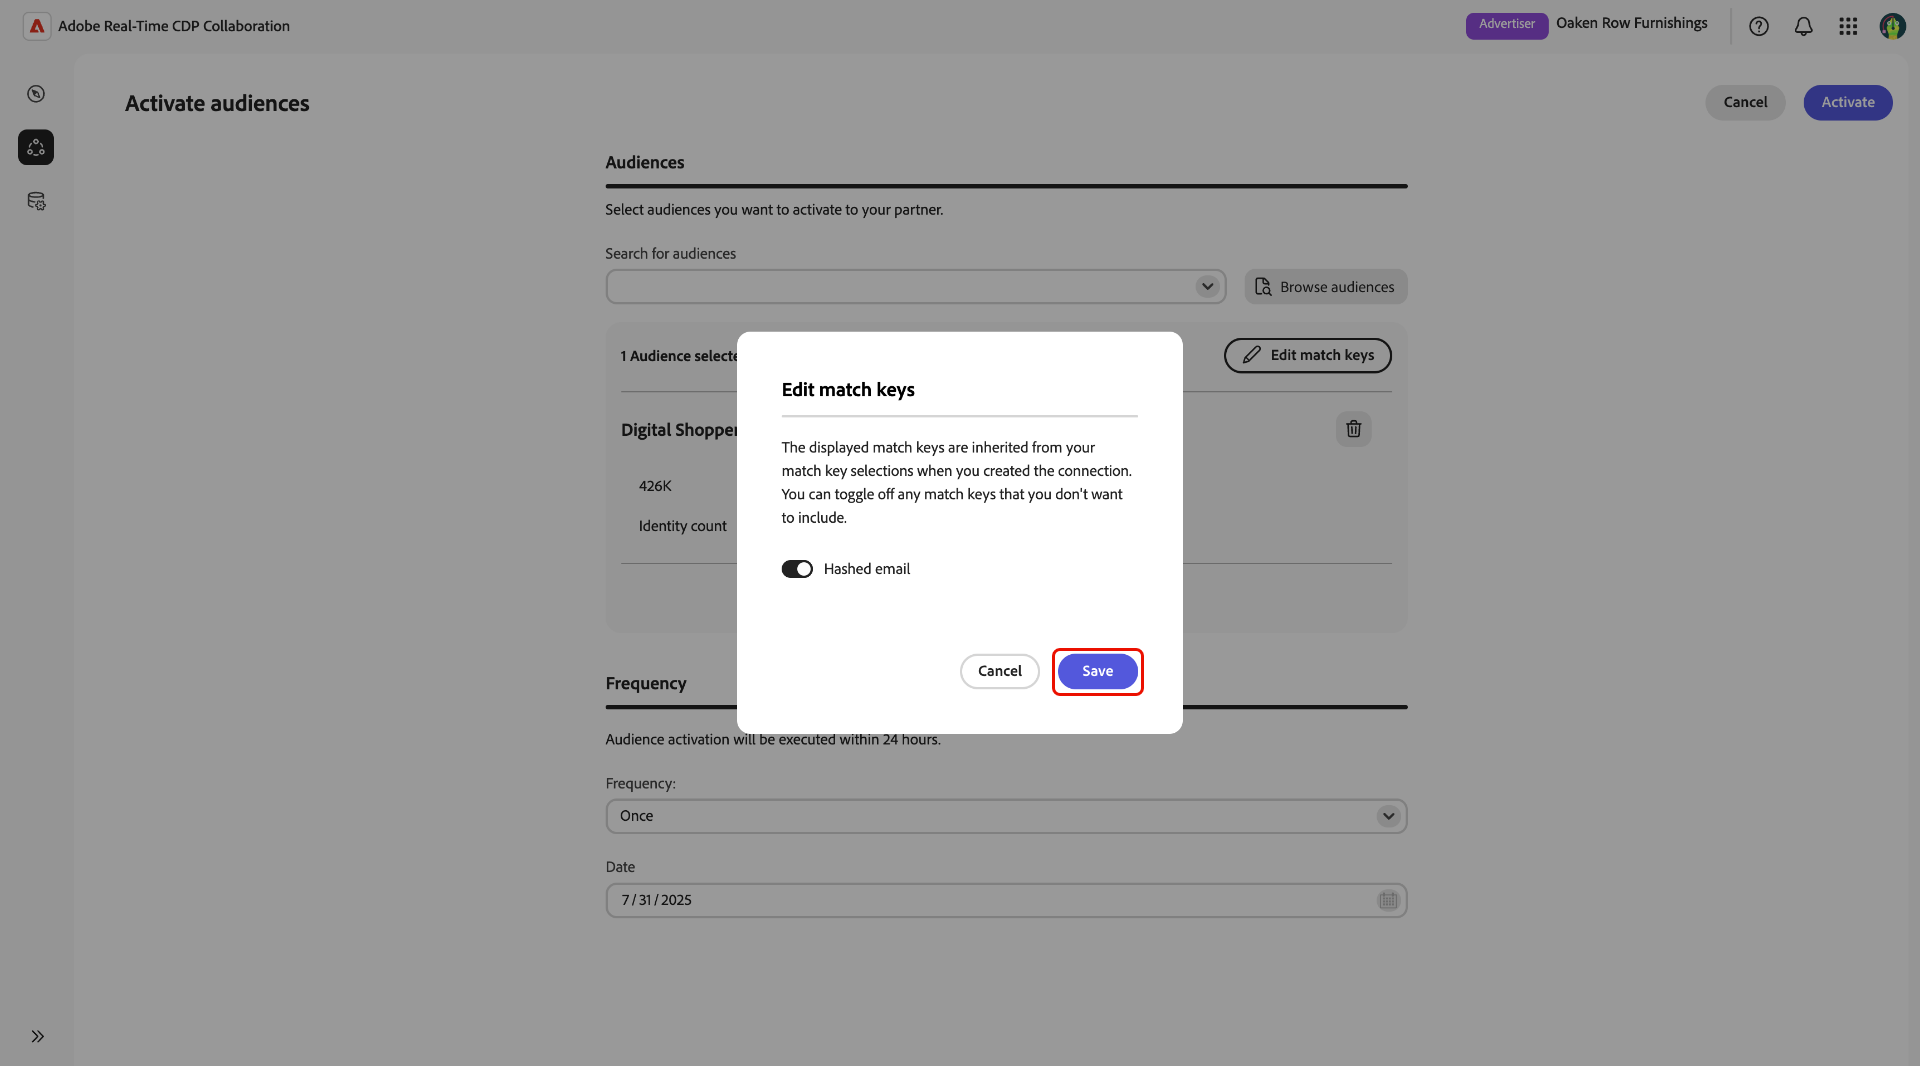 Adobe Real-Time CDP Collaboration
Advertiser
Oaken Row Furnishings
Activate audiences
Cancel
Activate
Audiences
Select audiences you want to activate to your partner.
Search for audiences
Browse audiences
1 Audience selecte
Edit match keys
Digital Shopper
426K
Identity count
Edit match keys
The displayed match keys are inherited from your
match key selections when you created the connection.
You can toggle off any match keys that you don't want
to include.
Hashed email
Cancel
Save
Frequency
Audience activation will be executed within 24 hours.
Frequency:
Once
Date
7 / 31 / 2025